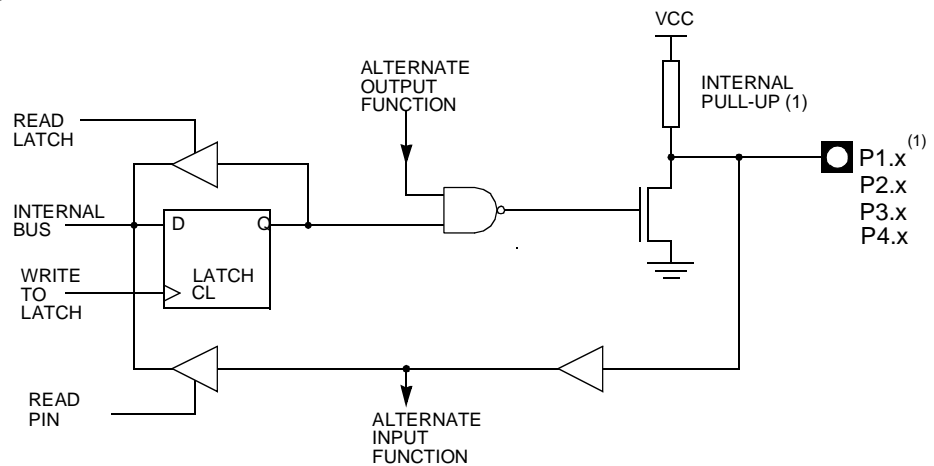 VCC
ALTERNATE
OUTPUT
FUNCTION
INTERNAL
PULL-UP (1)
READ
LATCH
P1.x (1)
P2.x
P3.x
P4.x
INTERNAL
BUS
D
Q
LATCH
CL
WRITE
TO
LATCH
READ
PIN
ALTERNATE
INPUT
FUNCTION